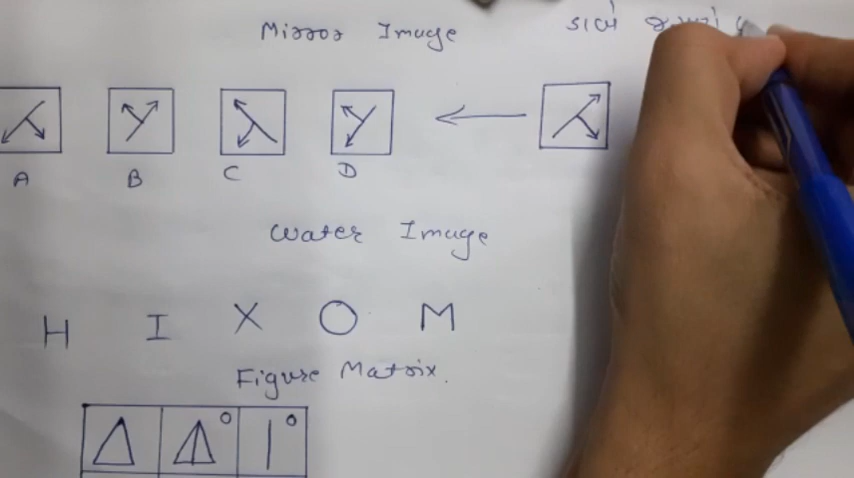 Mirror Image
A B C D
Water Image
H I X O M
Figure Matrix.